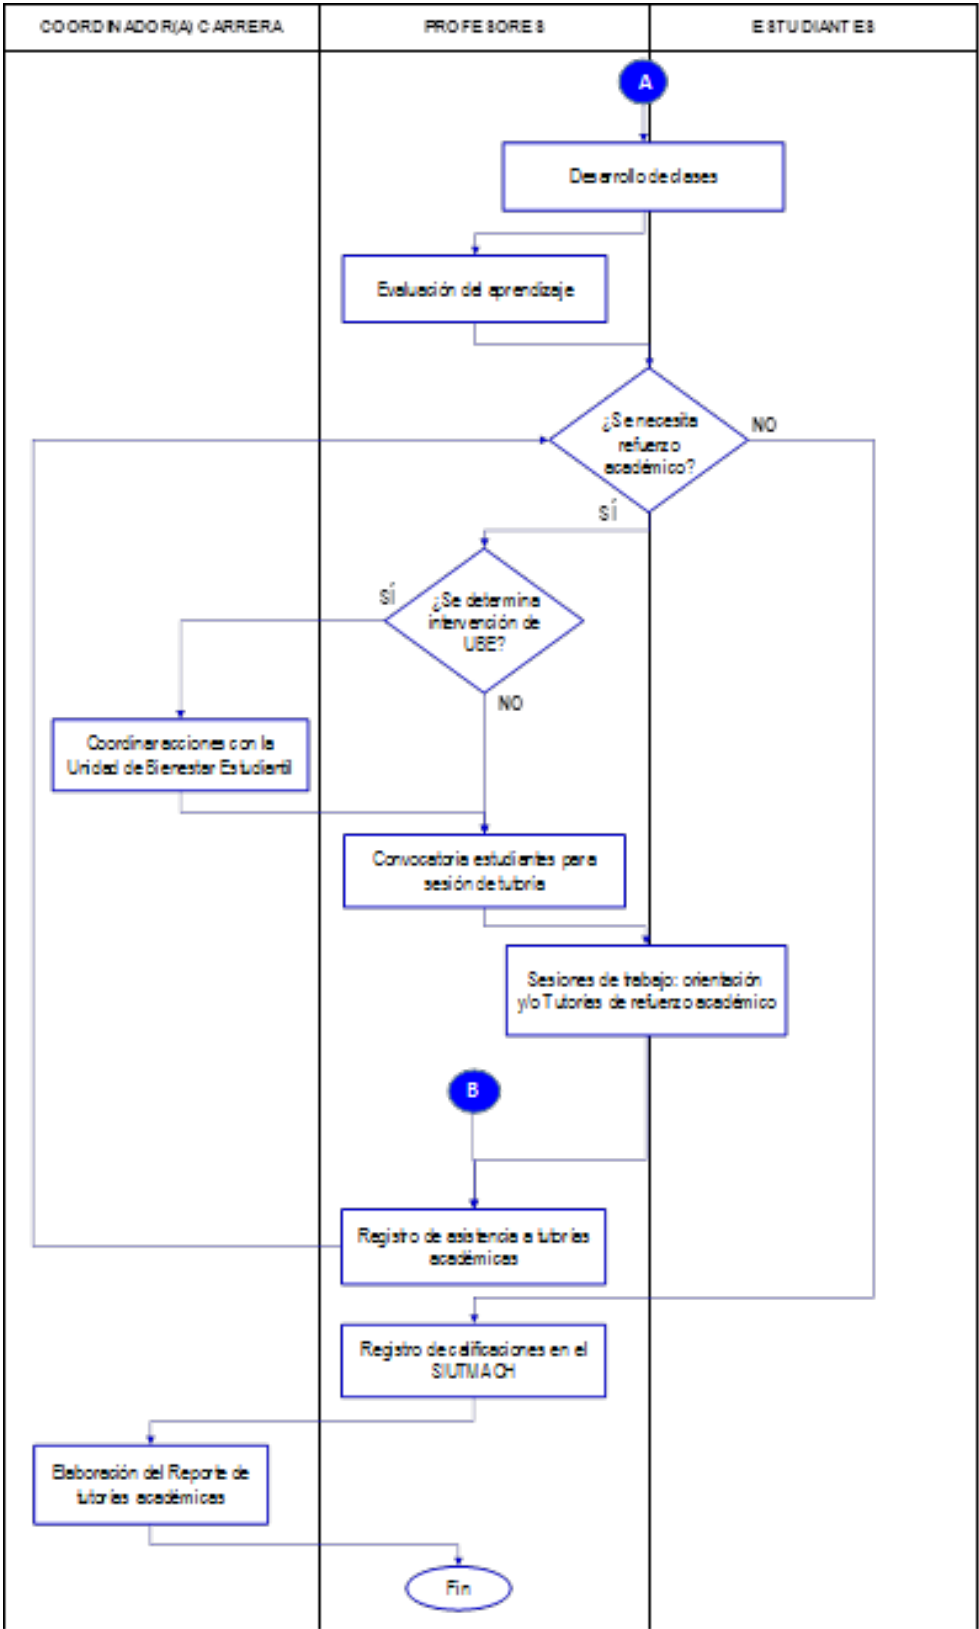 COORDINADOR(A) CARRERA
PROFESORES
ESTUDIANTES
A
Desarrollo de clases
Evaluación del aprendizaje
¿Se necesita
refuerzo
académico?
NO
SÍ
¿Se determina
intervención de
UBE?
SÍ
NO
Coordinar acciones con la
Unidad de Bienestar Estudiantil
Convocatoria estudiantes para
sesión de tutoría
Sesiones de trabajo: orientación
y/o Tutorías de refuerzo académico
B
Registro de asistencia a tutorías
académicas
Registro de calificaciones en el
SIUTMACH
Elaboración del Reporte de
tutorías académicas
Fin